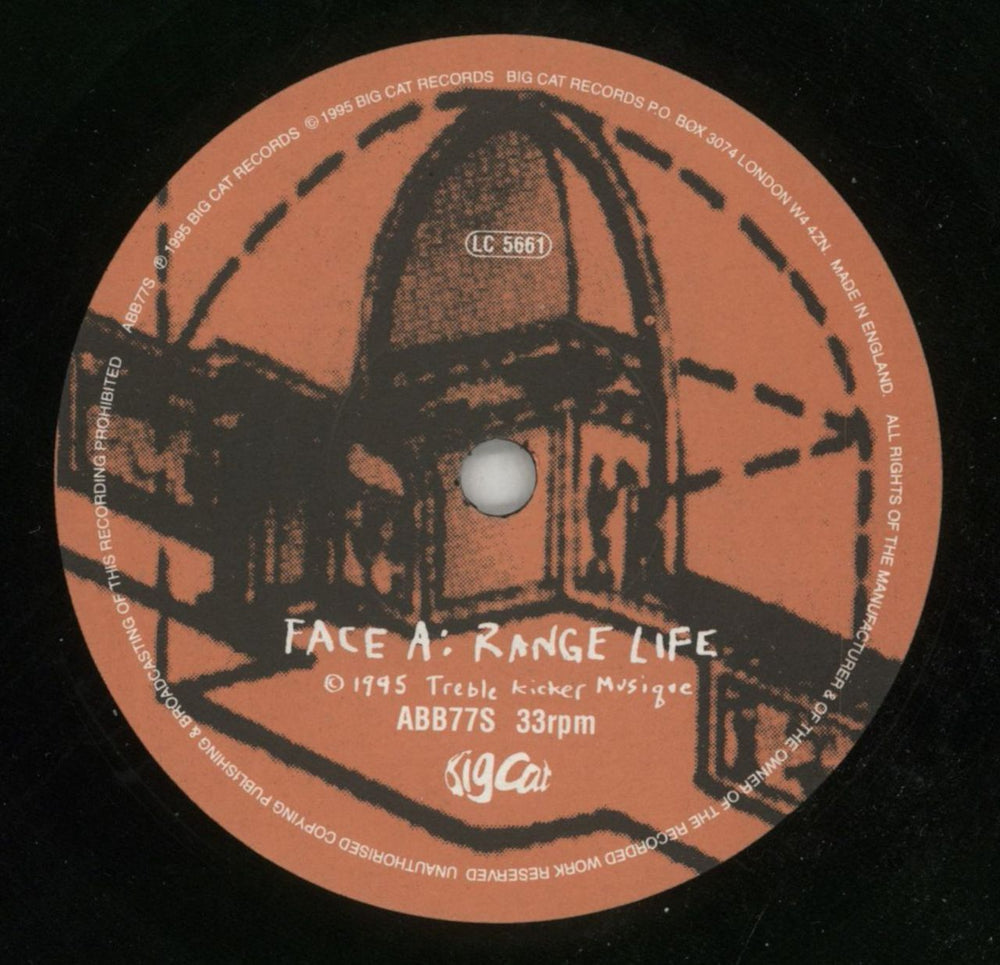 ABB77S ℗ 1995 BIG CAT RECORDS © 1995 BIG CAT RECORDS BIG CAT RECORDS P.O. BOX 3074 LONDON W4 4ZN. MADE IN ENGLAND. ALL RIGHTS OF THE MANUFACTURER & OF THE OWNER OF THE RECORDED WORK RESERVED UNAUTHORISED COPYING PUBLISHING & BROADCASTING OF THIS RECORDING PROHIBITED
LC 5661
FACE A: RANGE LIFE
© 1995 Treble Kicker Musique
ABB77S 33rpm
Big Cat